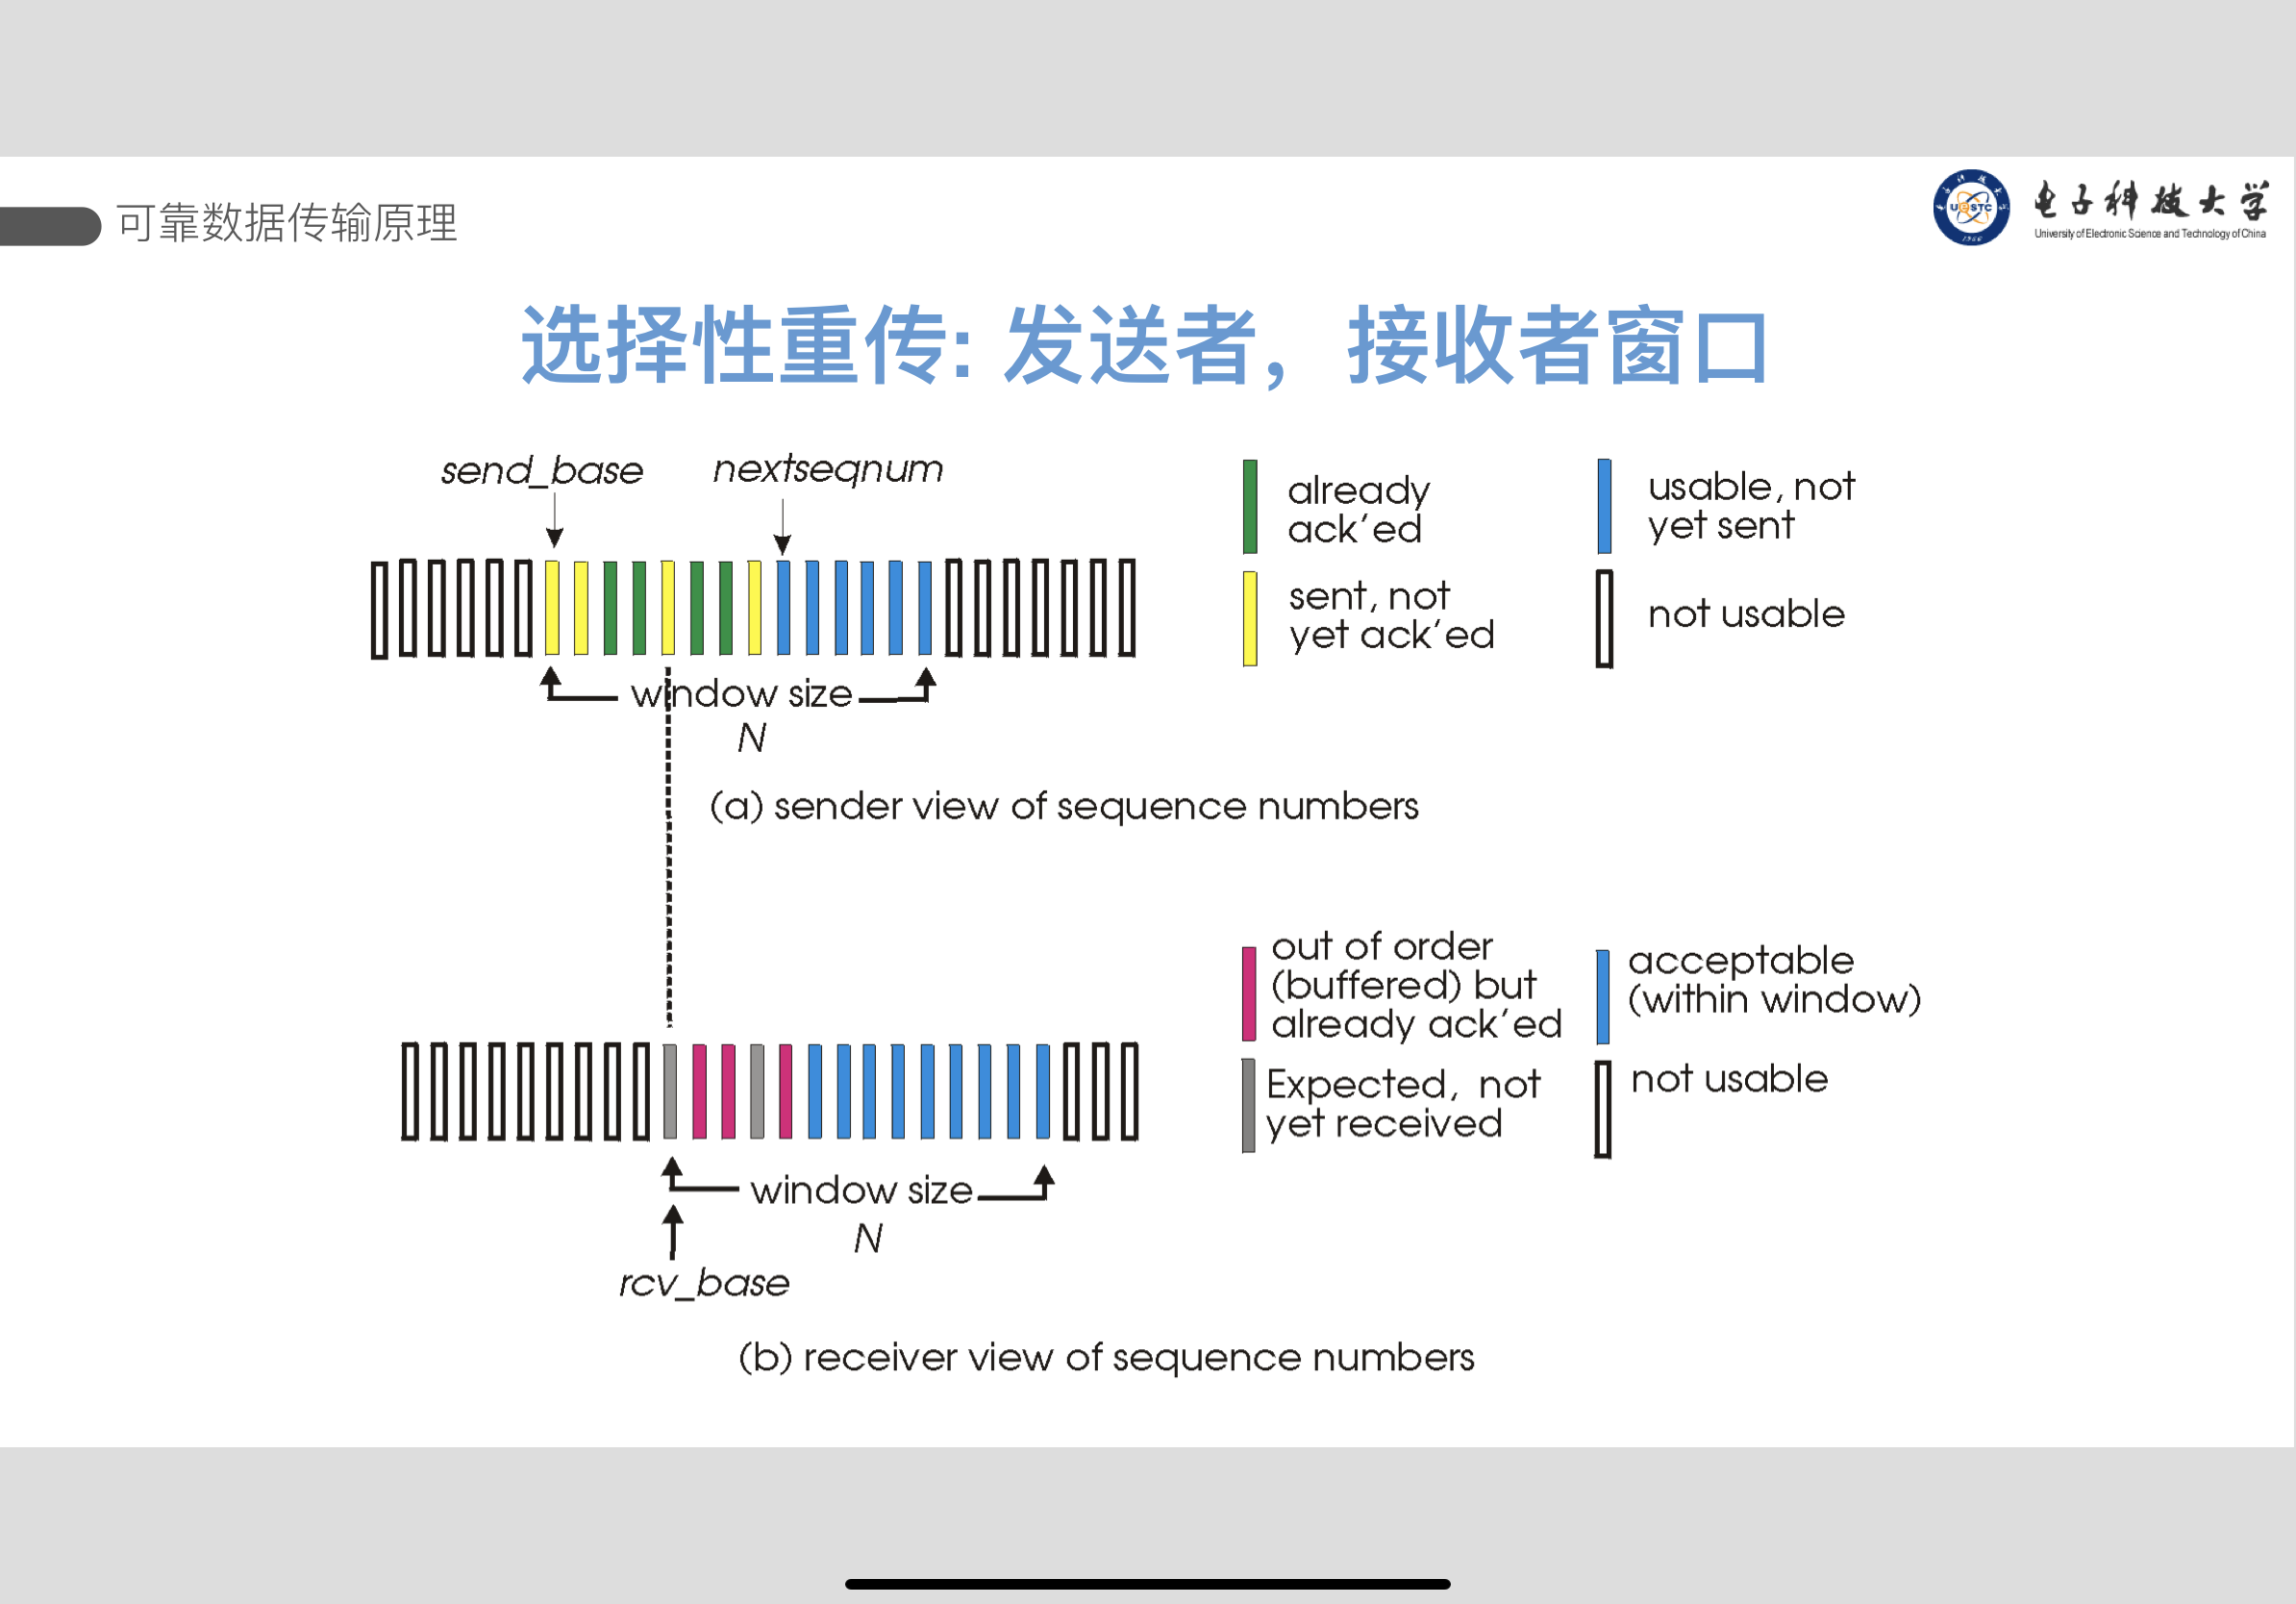 可靠数据传输原理
电子科技大学
University of Electronic Science and Technology of China
UeSTC
1956
选择性重传: 发送者， 接收者窗口
send_base
nextseqnum
already
ack’ed
usable, not
yet sent
sent, not
yet ack’ed
not usable
window size
N
(a) sender view of sequence numbers
out of order
(buffered) but
already ack’ed
acceptable
(within window)
Expected, not
yet received
not usable
window size
N
rcv_base
(b) receiver view of sequence numbers